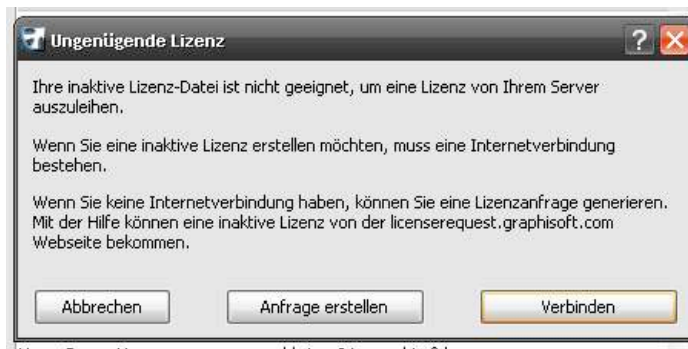 Ungenügende Lizenz
Ihre inaktive Lizenz-Datei ist nicht geeignet, um eine Lizenz von Ihrem Server
auszuleihen.
Wenn Sie eine inaktive Lizenz erstellen möchten, muss eine Internetverbindung
bestehen.
Wenn Sie keine Internetverbindung haben, können Sie eine Lizenzanfrage generieren.
Mit der Hilfe können eine inaktive Lizenz von der licenserequest.graphisoft.com
Webseite bekommen.
Abbrechen Anfrage erstellen Verbinden